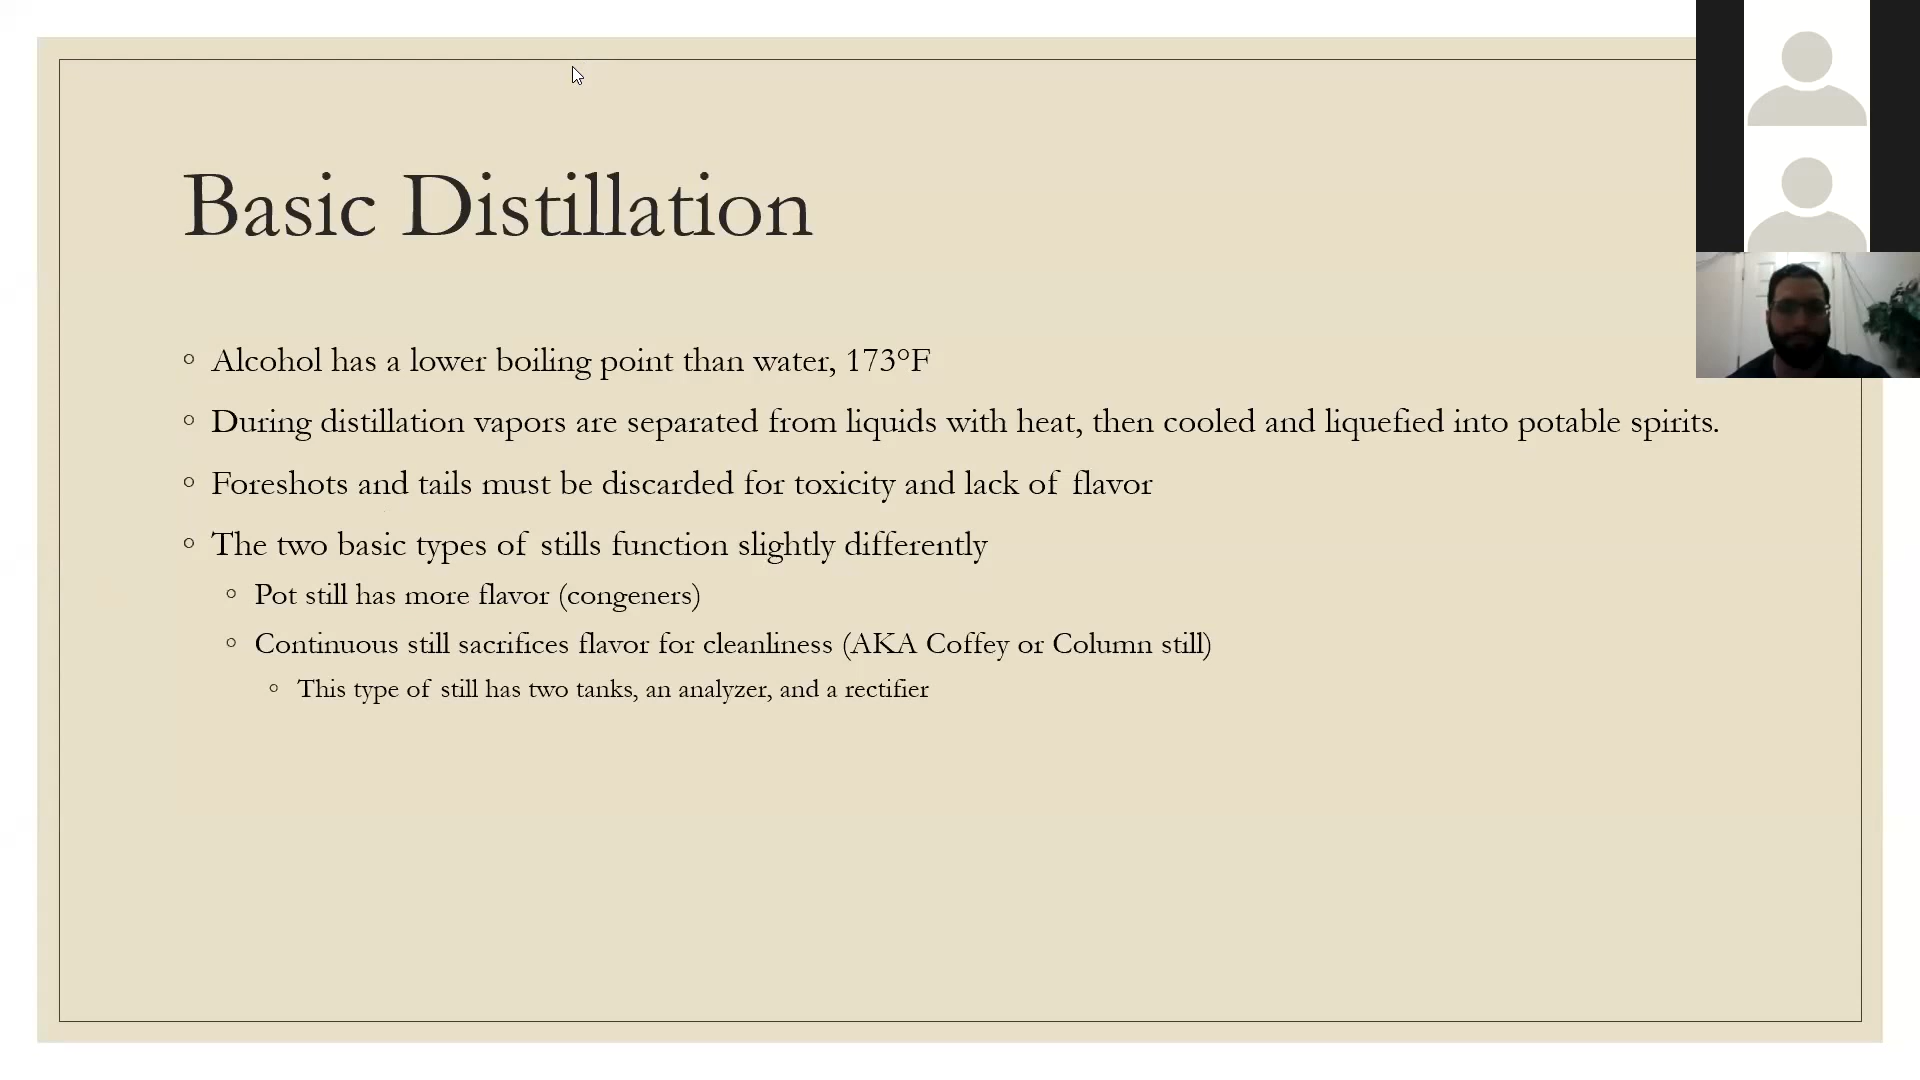 Basic Distillation
Alcohol has a lower boiling point than water, 173°F
During distillation vapors are separated from liquids with heat, then cooled and liquefied into potable spirits.
Foreshots and tails must be discarded for toxicity and lack of flavor
The two basic types of stills function slightly differently
Pot still has more flavor (congeners)
Continuous still sacrifices flavor for cleanliness (AKA Coffey or Column still)
This type of still has two tanks, an analyzer, and a rectifier